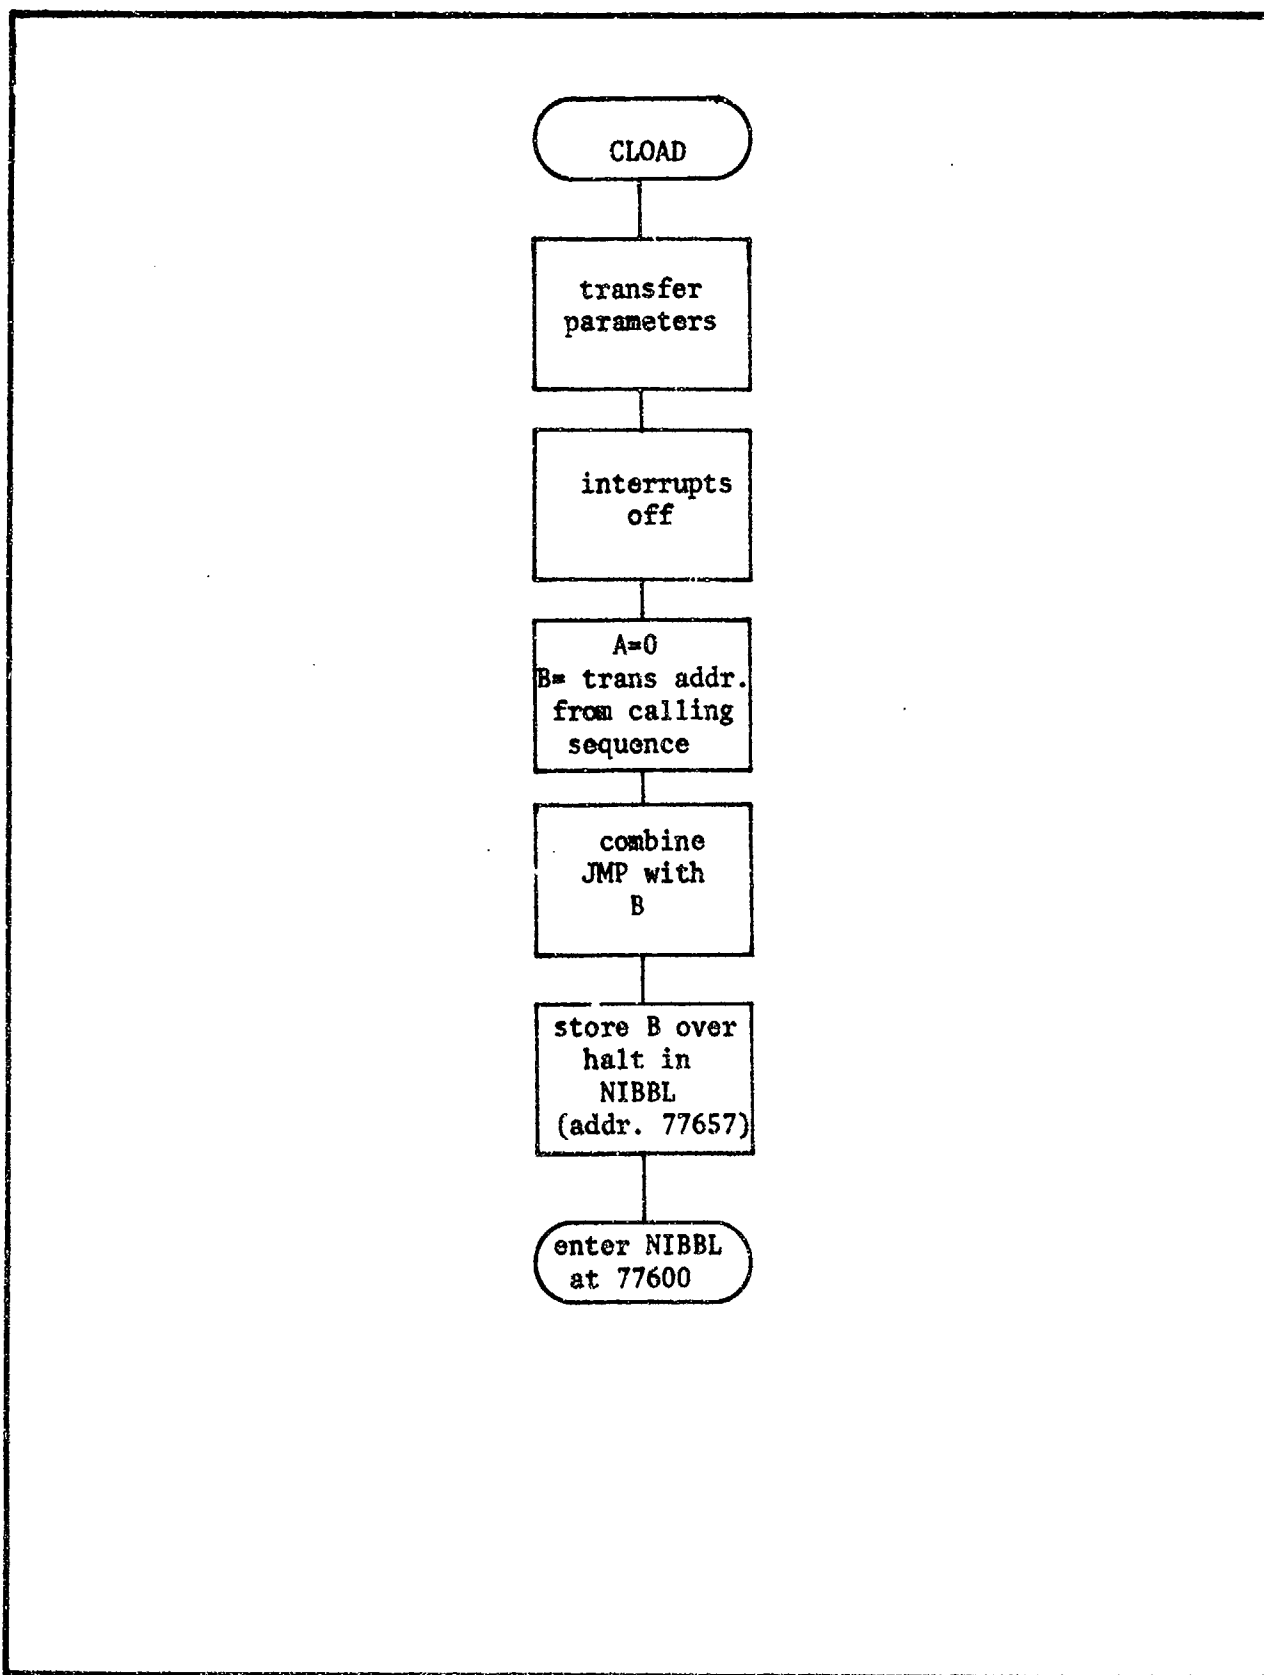 CLOAD
transfer
parameters
interrupts
off
A=0
B= trans addr.
from calling
sequence
combine
JMP with
B
store B over
halt in
NIBBL
(addr. 77657)
enter NIBBL
at 77600